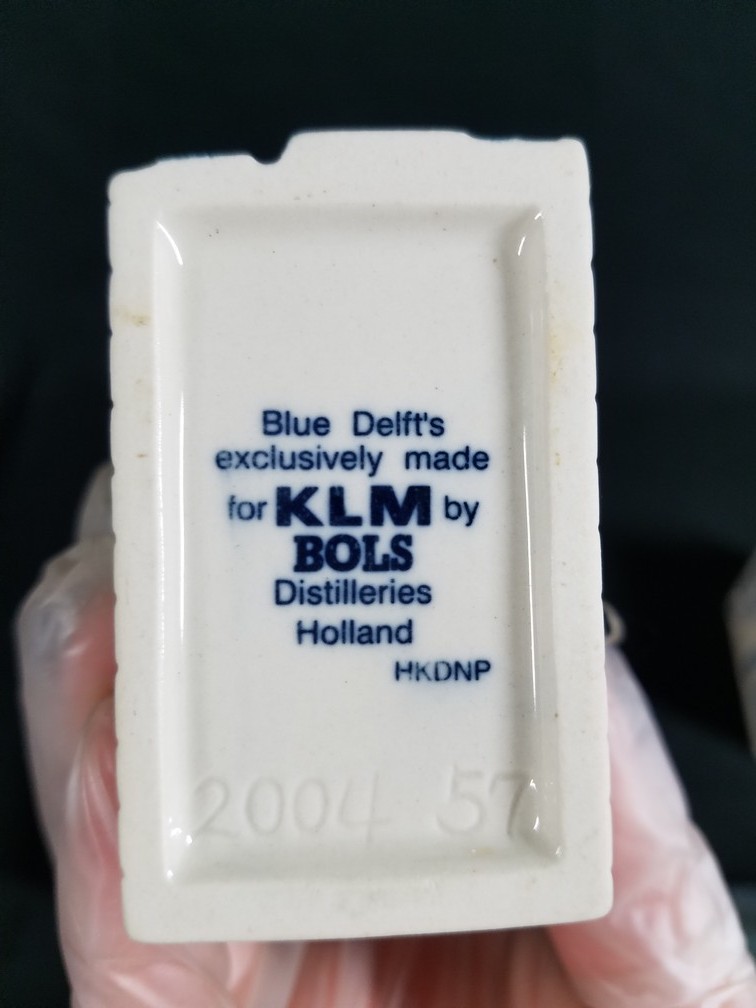 Blue Delft's
exclusively made
for KLM by
BOLS
Distilleries
Holland
HKDNP
2004 57